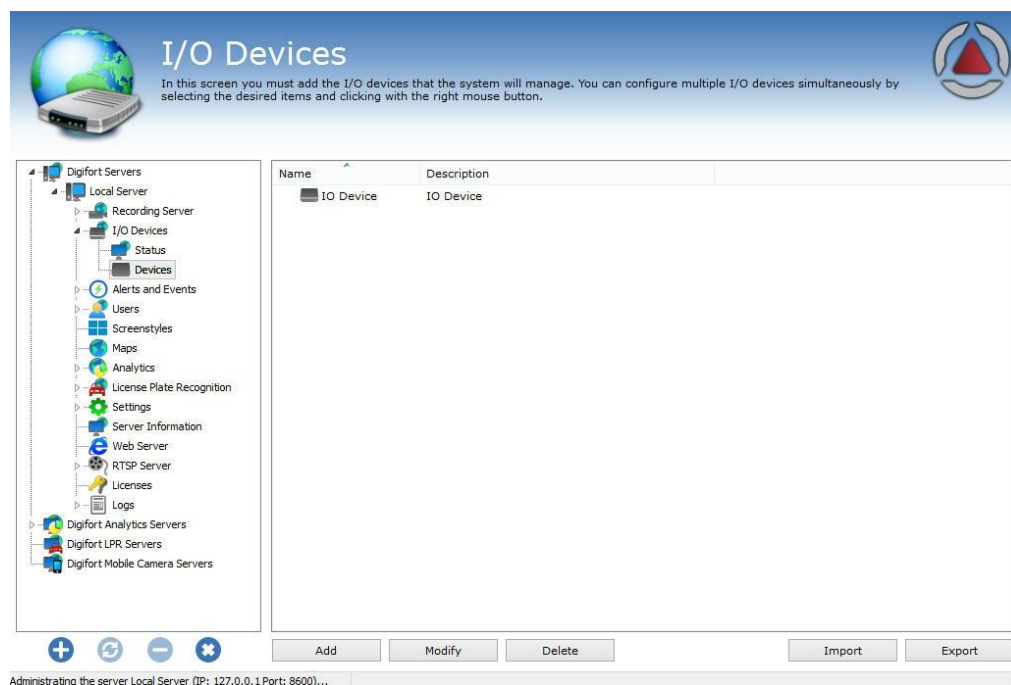 I/O Devices
In this screen you must add the I/O devices that the system will manage. You can configure multiple I/O devices simultaneously by
selecting the desired items and clicking with the right mouse button.
Digifort Servers
Local Server
Recording Server
I/O Devices
Status
Devices
Alerts and Events
Users
Screenstyles
Maps
Analytics
License Plate Recognition
Settings
Server Information
Web Server
RTSP Server
Licenses
Logs
Digifort Analytics Servers
Digifort LPR Servers
Digifort Mobile Camera Servers
Name Description
IO Device IO Device
Add Modify Delete Import Export
Administrating the server Local Server (IP: 127.0.0.1 Port: 8600)...